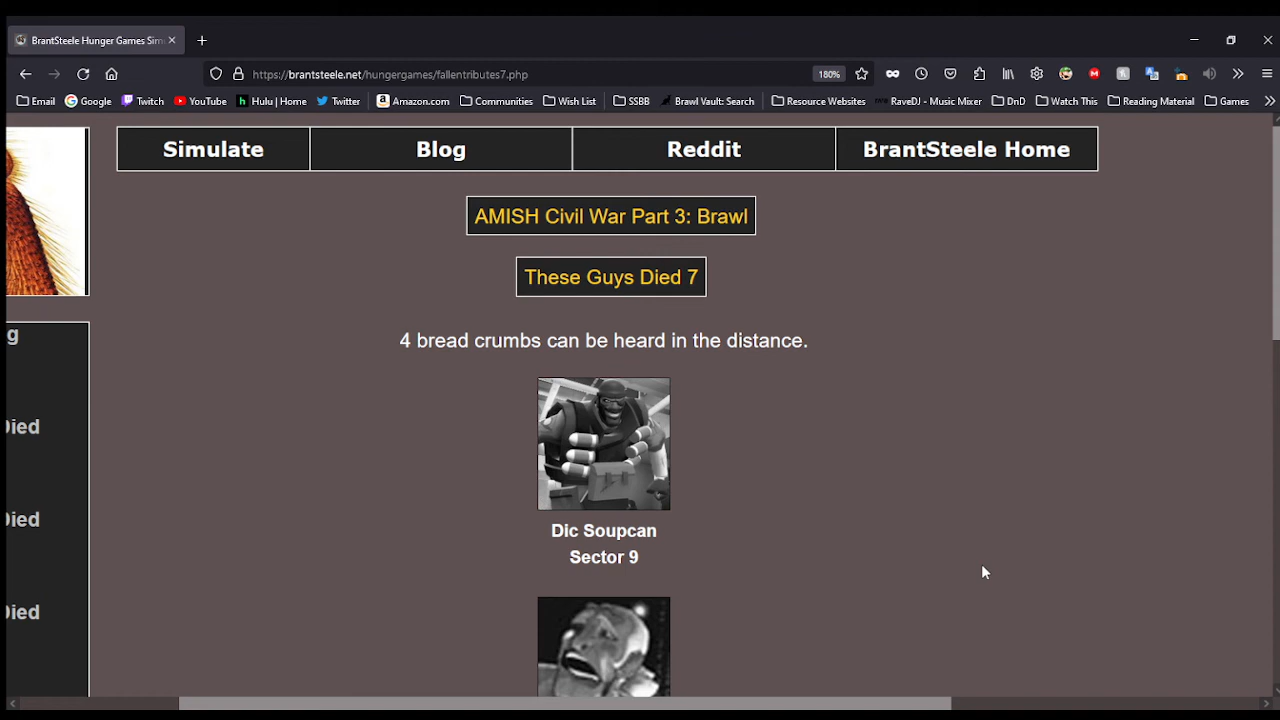 BrantSteele Hunger Games Sim
https://brantsteele.net/hungergames/fallentributes7.php
180%
Email Google Twitch YouTube Hulu | Home Twitter Amazon.com Communities Wish List SSBB Brawl Vault: Search Resource Websites RaveDJ - Music Mixer DnD Watch This Reading Material Games
Simulate Blog Reddit BrantSteele Home
AMISH Civil War Part 3: Brawl
These Guys Died 7
g
4 bread crumbs can be heard in the distance.
Died
Died
Dic Soupcan
Sector 9
Died